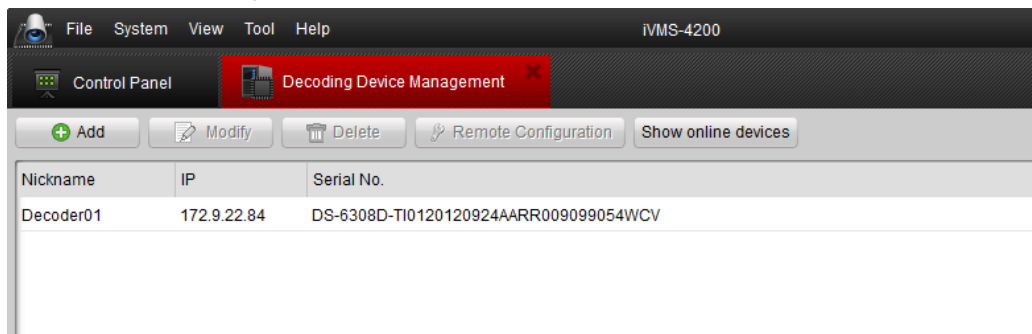 File System View Tool Help iVMS-4200
Control Panel Decoding Device Management
Add Modify Delete Remote Configuration Show online devices
Nickname IP Serial No.
Decoder01 172.9.22.84 DS-6308D-TI0120120924AARR009099054WCV